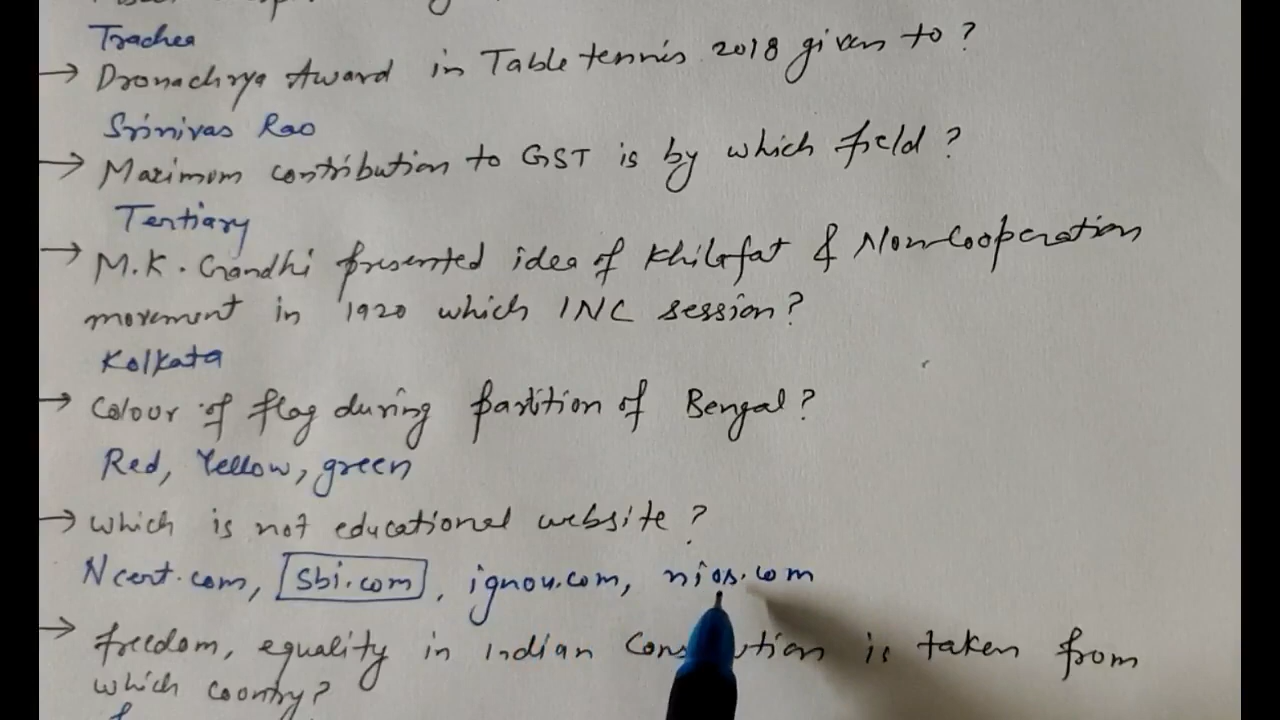 Trachea
→ Dronachrya Award in Table tennis 2018 given to ?
Srinivas Rao
→ Maximum contribution to GST is by which field ?
Tertiary
→ M.K. Gandhi presented idea of Khilafat & Non-Cooperation
movement in 1920 which INC session?
Kolkata
→ Colour of flag during partition of Bengal?
Red, Yellow, green
→ which is not educational website ?
Ncert.com, sbi.com, ignou.com, nios.com
→ freedom, equality in Indian is taken from
which country?